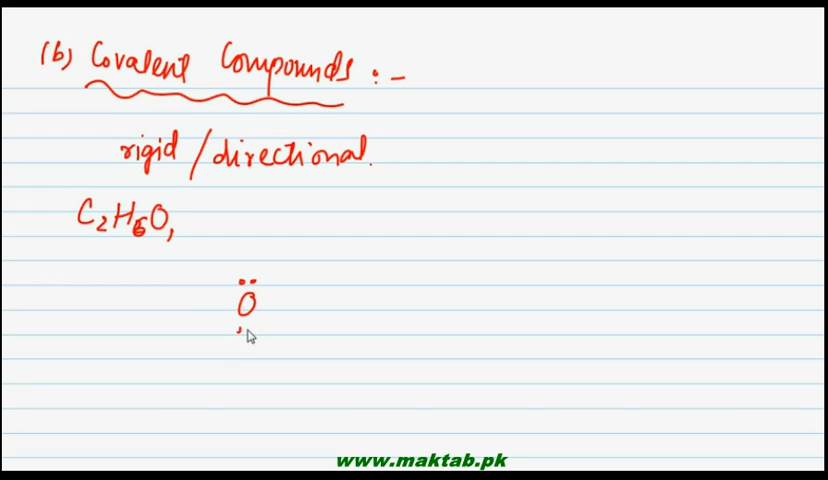 (b) Covalent Compounds :-
rigid / directional.
C₂H₆O,
Ö
www.maktab.pk